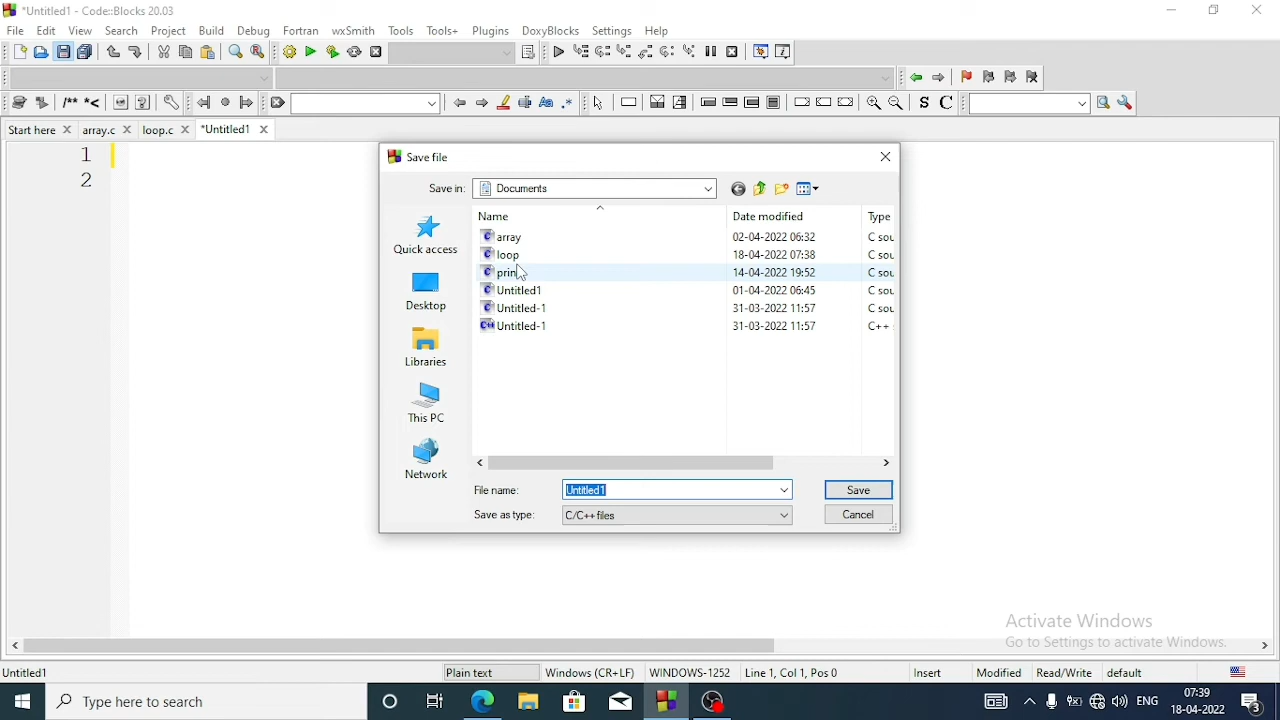 *Untitled1 - Code::Blocks 20.03
File Edit View Search Project Build Debug Fortran wxSmith Tools Tools+ Plugins DoxyBlocks Settings Help
/** *<
S C
Start here array.c loop.c *Untitled1
1
2
Save file
Save in: Documents
Quick access
Desktop
Libraries
This PC
Network
Name Date modified Type
array 02-04-2022 06:32 C sou
loop 18-04-2022 07:38 C sou
prin 14-04-2022 19:52 C sou
Untitled1 01-04-2022 06:45 C sou
Untitled-1 31-03-2022 11:57 C sou
Untitled-1 31-03-2022 11:57 C++
File name: Untitled1 Save
Save as type: C/C++ files Cancel
Activate Windows
Go to Settings to activate Windows.
Untitled1 Plain text Windows (CR+LF) WINDOWS-1252 Line 1, Col 1, Pos 0 Insert Modified Read/Write default
Type here to search ENG 07:39
18-04-2022 3